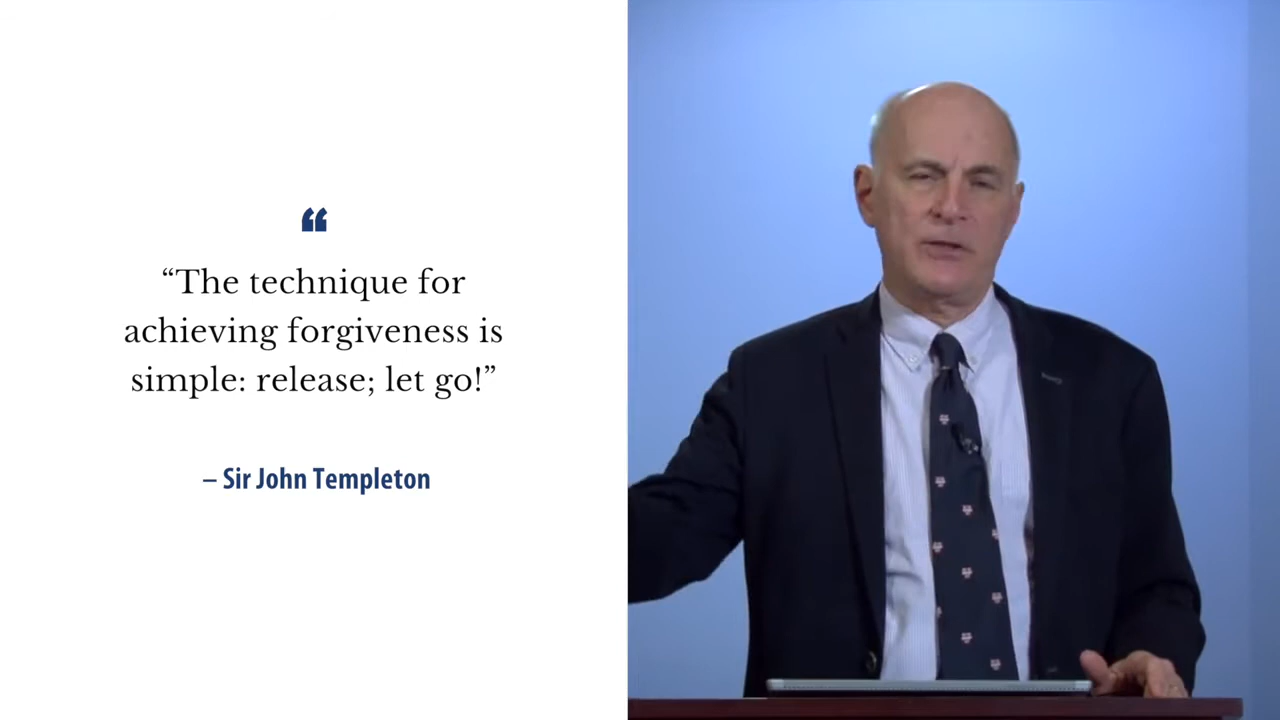 ❝
“The technique for
achieving forgiveness is
simple: release; let go!”
– Sir John Templeton